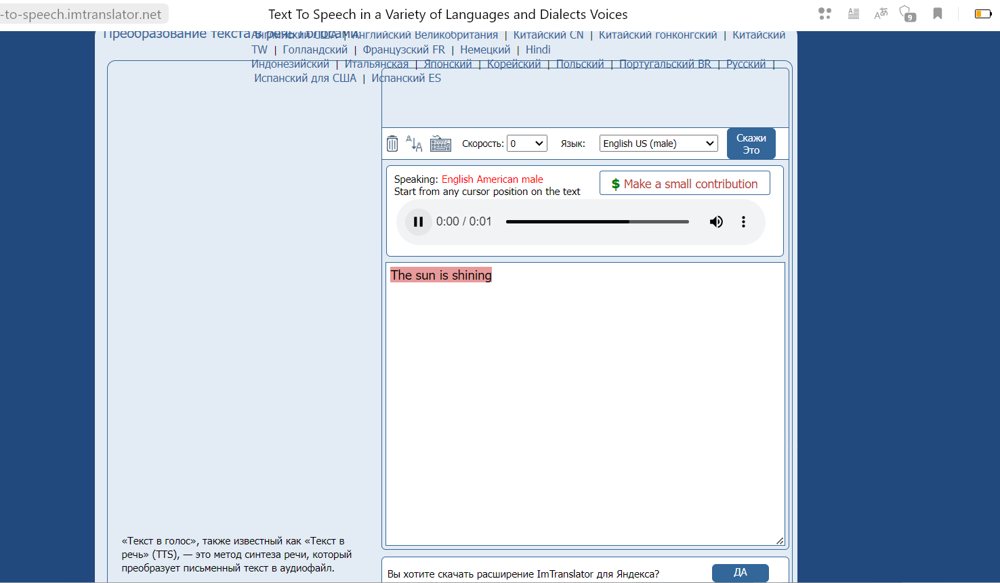 -to-speech.imtranslator.net
Text To Speech in a Variety of Languages and Dialects Voices
9
Преобразование текста в речь голосами:
Английский США | Английский Великобритания | Китайский CN | Китайский гонконгский | Китайский
TW | Голландский | Французский FR | Немецкий | Hindi
Индонезийский | Итальянская | Японский | Корейский | Польский | Португальский BR | Русский |
Испанский для США | Испанский ES
Скорость: 0 Язык: English US (male) Скажи
Это
Speaking: English American male
Start from any cursor position on the text
$ Make a small contribution
0:00 / 0:01
The sun is shining
«Текст в голос», также известный как «Текст в
речь» (TTS), — это метод синтеза речи, который
преобразует письменный текст в аудиофайл.
Вы хотите скачать расширение ImTranslator для Яндекса? ДА